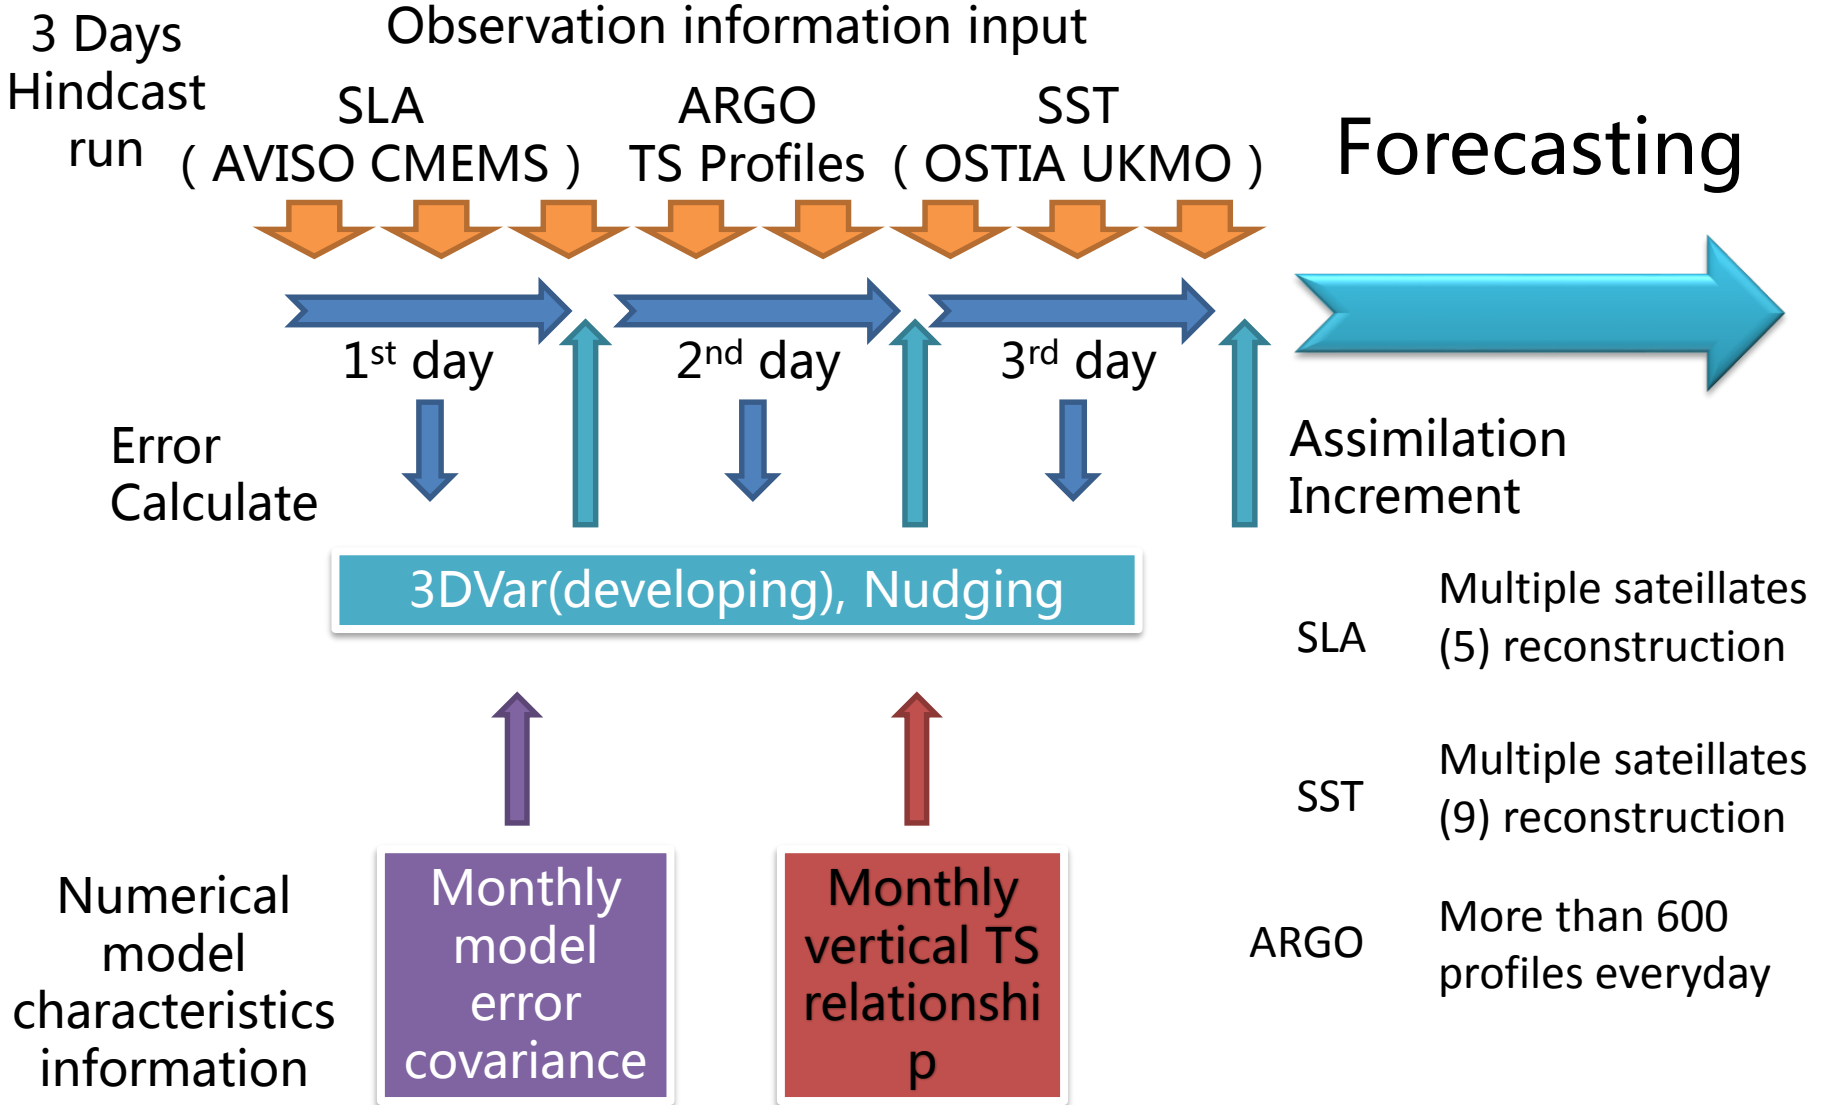 3 Days
Hindcast
run
Observation information input
SLA
( AVISO CMEMS )
ARGO
TS Profiles
SST
( OSTIA UKMO )
Forecasting
1st day
2nd day
3rd day
Error
Calculate
Assimilation
Increment
3DVar(developing), Nudging
SLA
Multiple sateillates
(5) reconstruction
SST
Multiple sateillates
(9) reconstruction
ARGO
More than 600
profiles everyday
Numerical
model
characteristics
information
Monthly
model
error
covariance
Monthly
vertical TS
relationshi
p